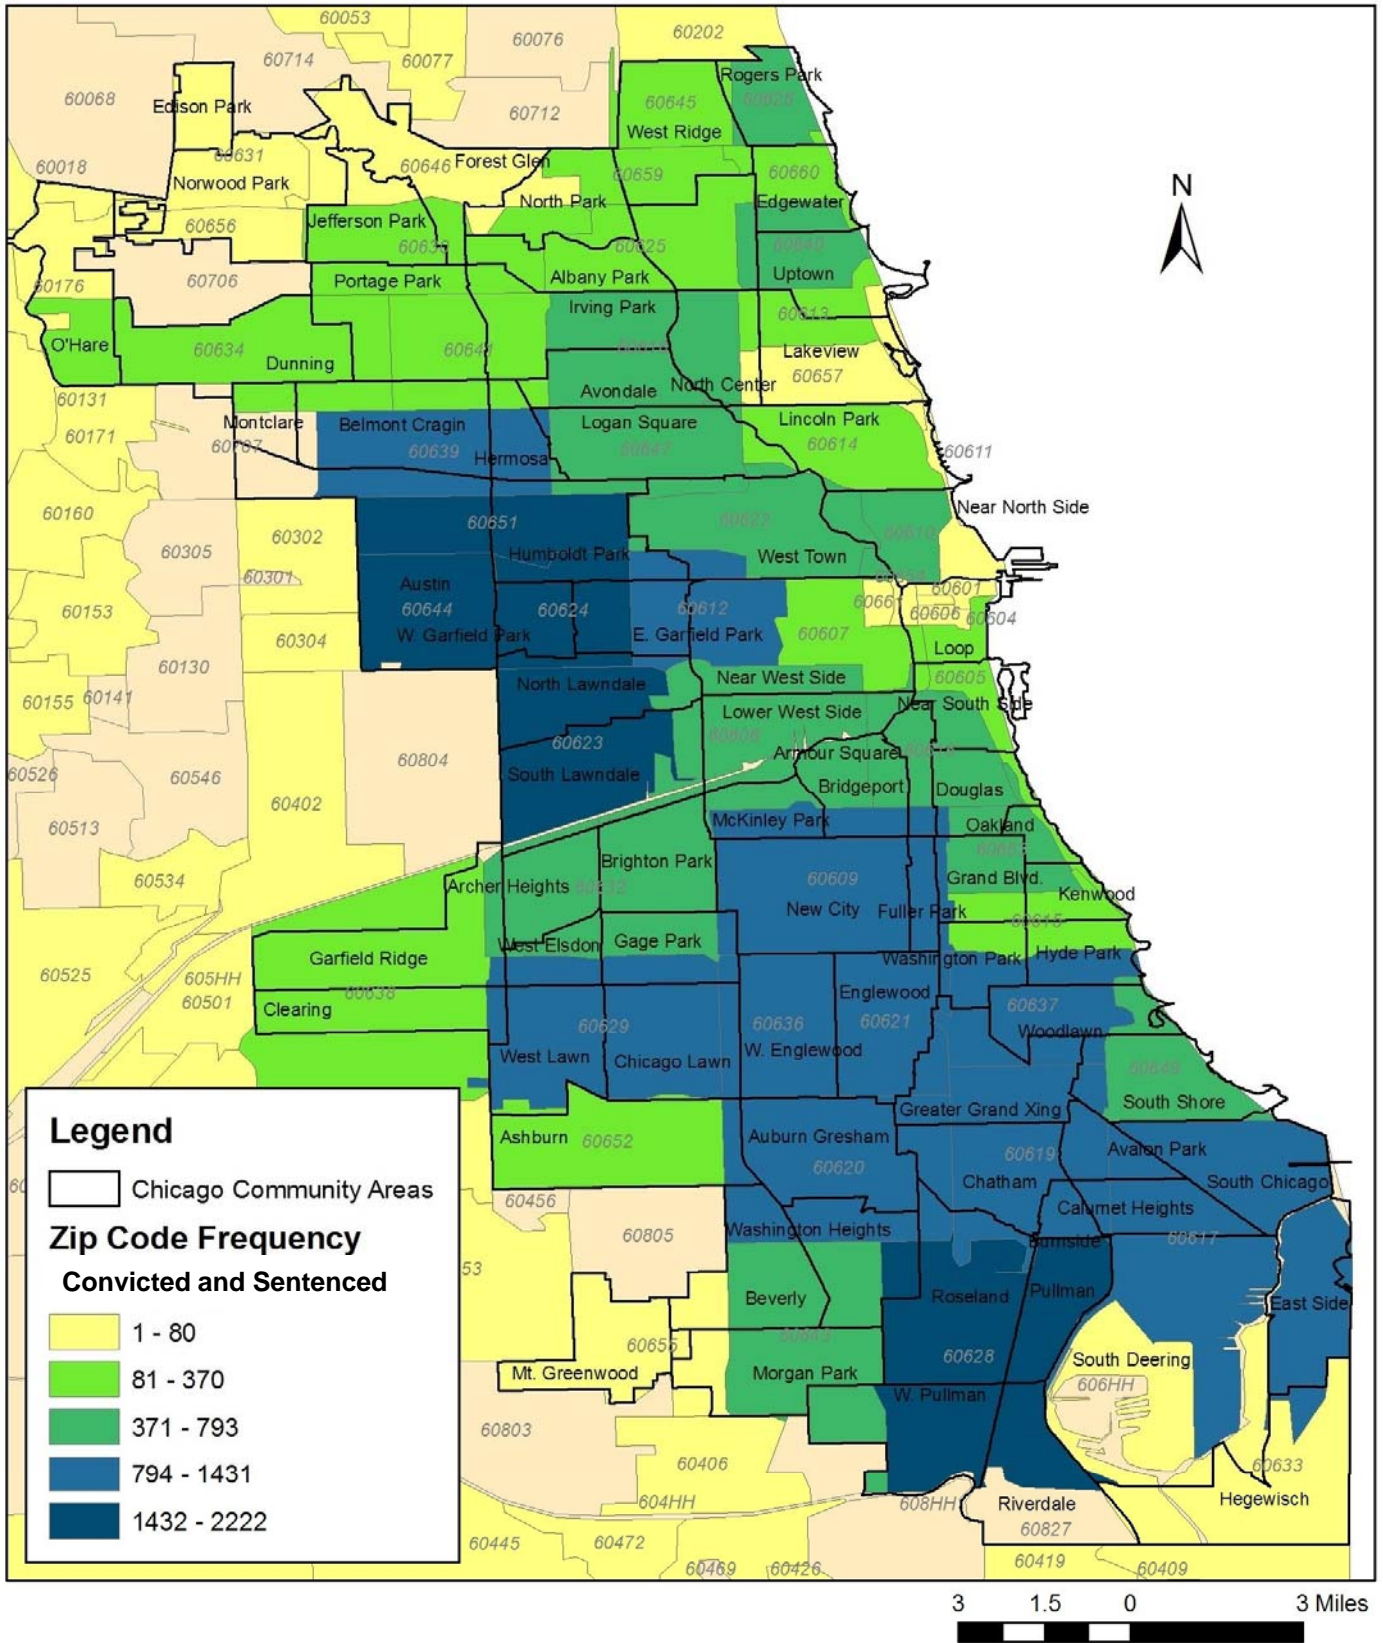 60053
60202
60714
60077
60076
Rogers Park
60068
Edison Park
60645
60626
60712
West Ridge
60631
60646
Forest Glen
60018
60659
60660
Norwood Park
North Park
Edgewater
Jefferson Park
60656
60630
60625
60640
Uptown
60176
60706
Portage Park
Albany Park
Irving Park
60613
O'Hare
60634
60641
60618
Lakeview
Dunning
60657
North Center
Avondale
60131
Montclare
Belmont Cragin
Logan Square
Lincoln Park
60171
60707
60639
60647
60614
60611
Hermosa
Near North Side
60160
60651
60622
60610
60302
60305
Humboldt Park
West Town
60301
Austin
60661
60601
60153
60644
60624
60612
60606
60604
60304
W. Garfield Park
E. Garfield Park
60607
Loop
60130
North Lawndale
Near West Side
60605
60155
60141
Lower West Side
Near South Side
60623
60608
60616
60804
Armour Square
60526
60546
South Lawndale
Bridgeport
Douglas
60402
60513
McKinley Park
Oakland
60653
60534
Archer Heights
60632
Brighton Park
60609
Grand Blvd.
Kenwood
New City
Fuller Park
60615
West Elsdon
Gage Park
Garfield Ridge
Washington Park
Hyde Park
60525
605HH
60501
60638
Englewood
Clearing
60629
60636
60621
60637
Woodlawn
West Lawn
Chicago Lawn
W. Englewood
60649
Greater Grand Xing
South Shore
Ashburn
60652
Auburn Gresham
60620
60619
Avalon Park
Chatham
South Chicago
60456
Calumet Heights
60805
Washington Heights
Burnside
60617
53
Beverly
Roseland
Pullman
East Side
60655
60643
60628
South Deering
Mt. Greenwood
Morgan Park
606HH
W. Pullman
60803
60406
60633
604HH
608HH
Riverdale
Hegewisch
60827
60445
60472
60469
60426
60419
60409
N
Legend
Chicago Community Areas
Zip Code Frequency
Convicted and Sentenced
1 - 80
81 - 370
371 - 793
794 - 1431
1432 - 2222
3 1.5 0 3 Miles